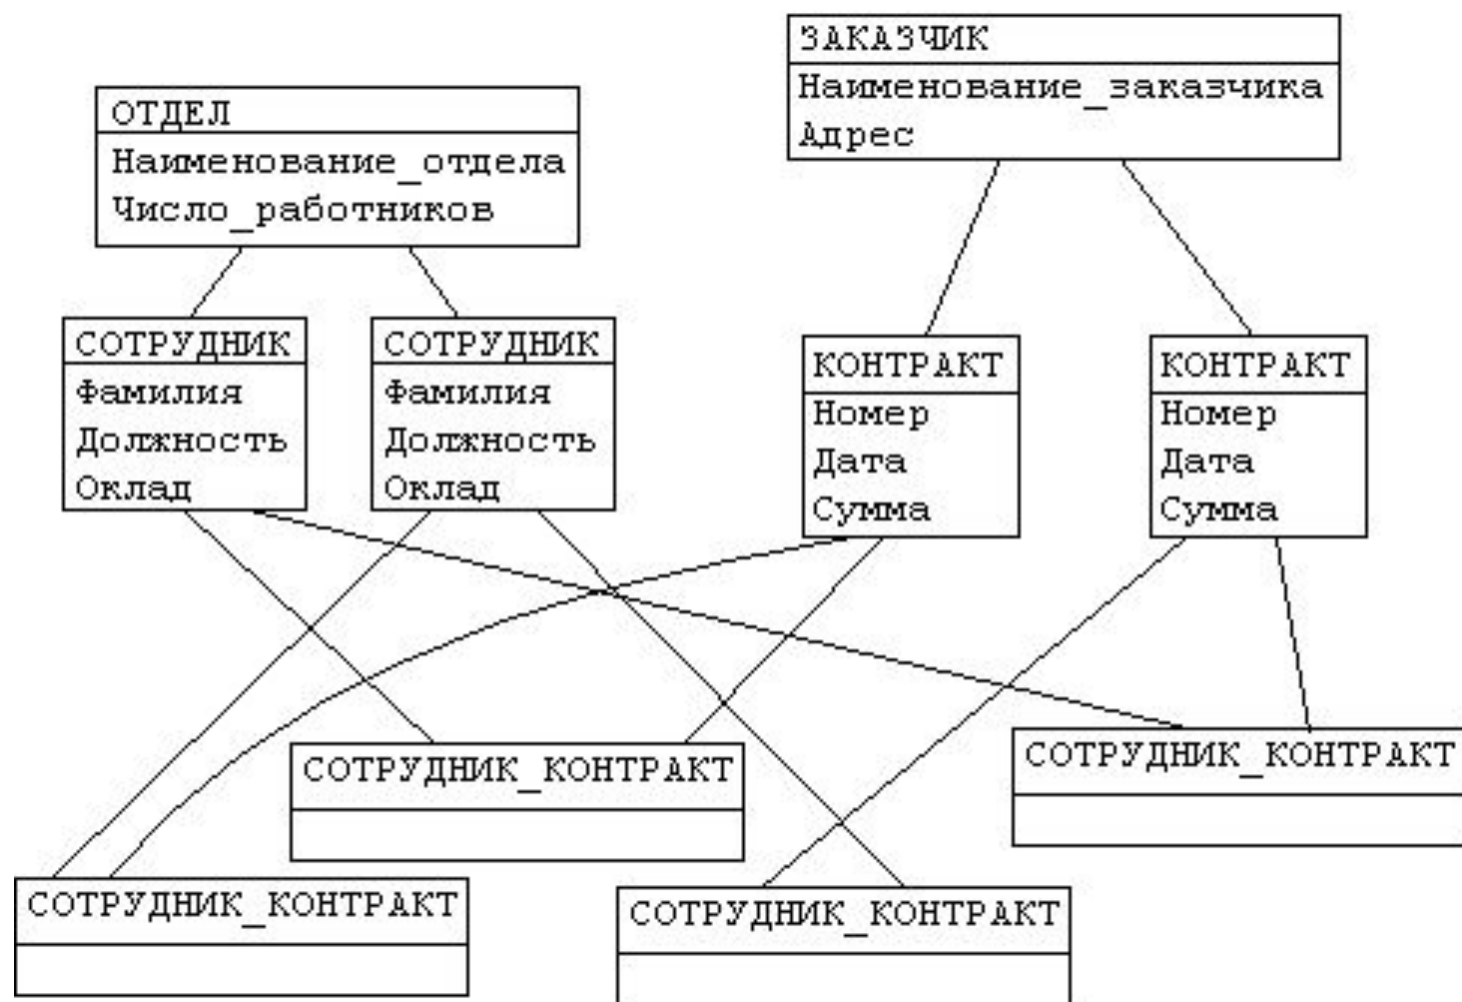 ЗАКАЗЧИК
Наименование_заказчика
Адрес
ОТДЕЛ
Наименование_отдела
Число_работников
СОТРУДНИК
Фамилия
Должность
Оклад
СОТРУДНИК
Фамилия
Должность
Оклад
КОНТРАКТ
Номер
Дата
Сумма
КОНТРАКТ
Номер
Дата
Сумма
СОТРУДНИК_КОНТРАКТ
СОТРУДНИК_КОНТРАКТ
СОТРУДНИК_КОНТРАКТ
СОТРУДНИК_КОНТРАКТ